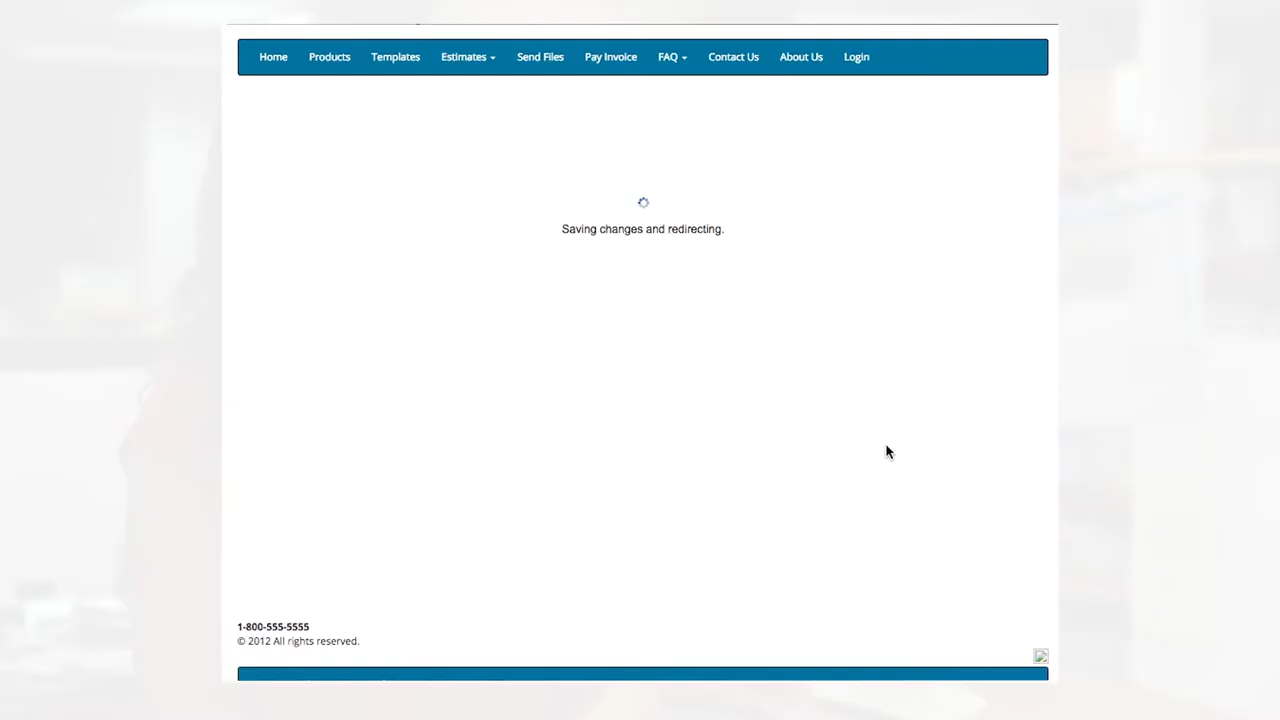 Home Products Templates Estimates Send Files Pay Invoice FAQ Contact Us About Us Login
Saving changes and redirecting.
1-800-555-5555
© 2012 All rights reserved.